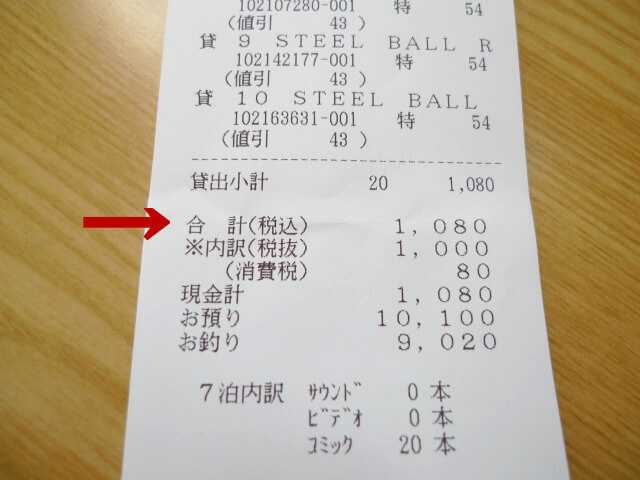 102107280-001 特 54
(値引 43 )
貸 9 STEEL BALL R
102142177-001 特 54
(値引 43 )
貸 10 STEEL BALL
102163631-001 特 54
(値引 43 )
貸出小計 20 1,080
合 計(税込) 1,080
※内訳(税抜) 1,000
(消費税) 80
現金計 1,080
お預り 10,100
お釣り 9,020
7泊内訳 ｻｳﾝﾄﾞ 0 本
ﾋﾞﾃﾞｵ 0 本
ｺﾐｯｸ 20 本